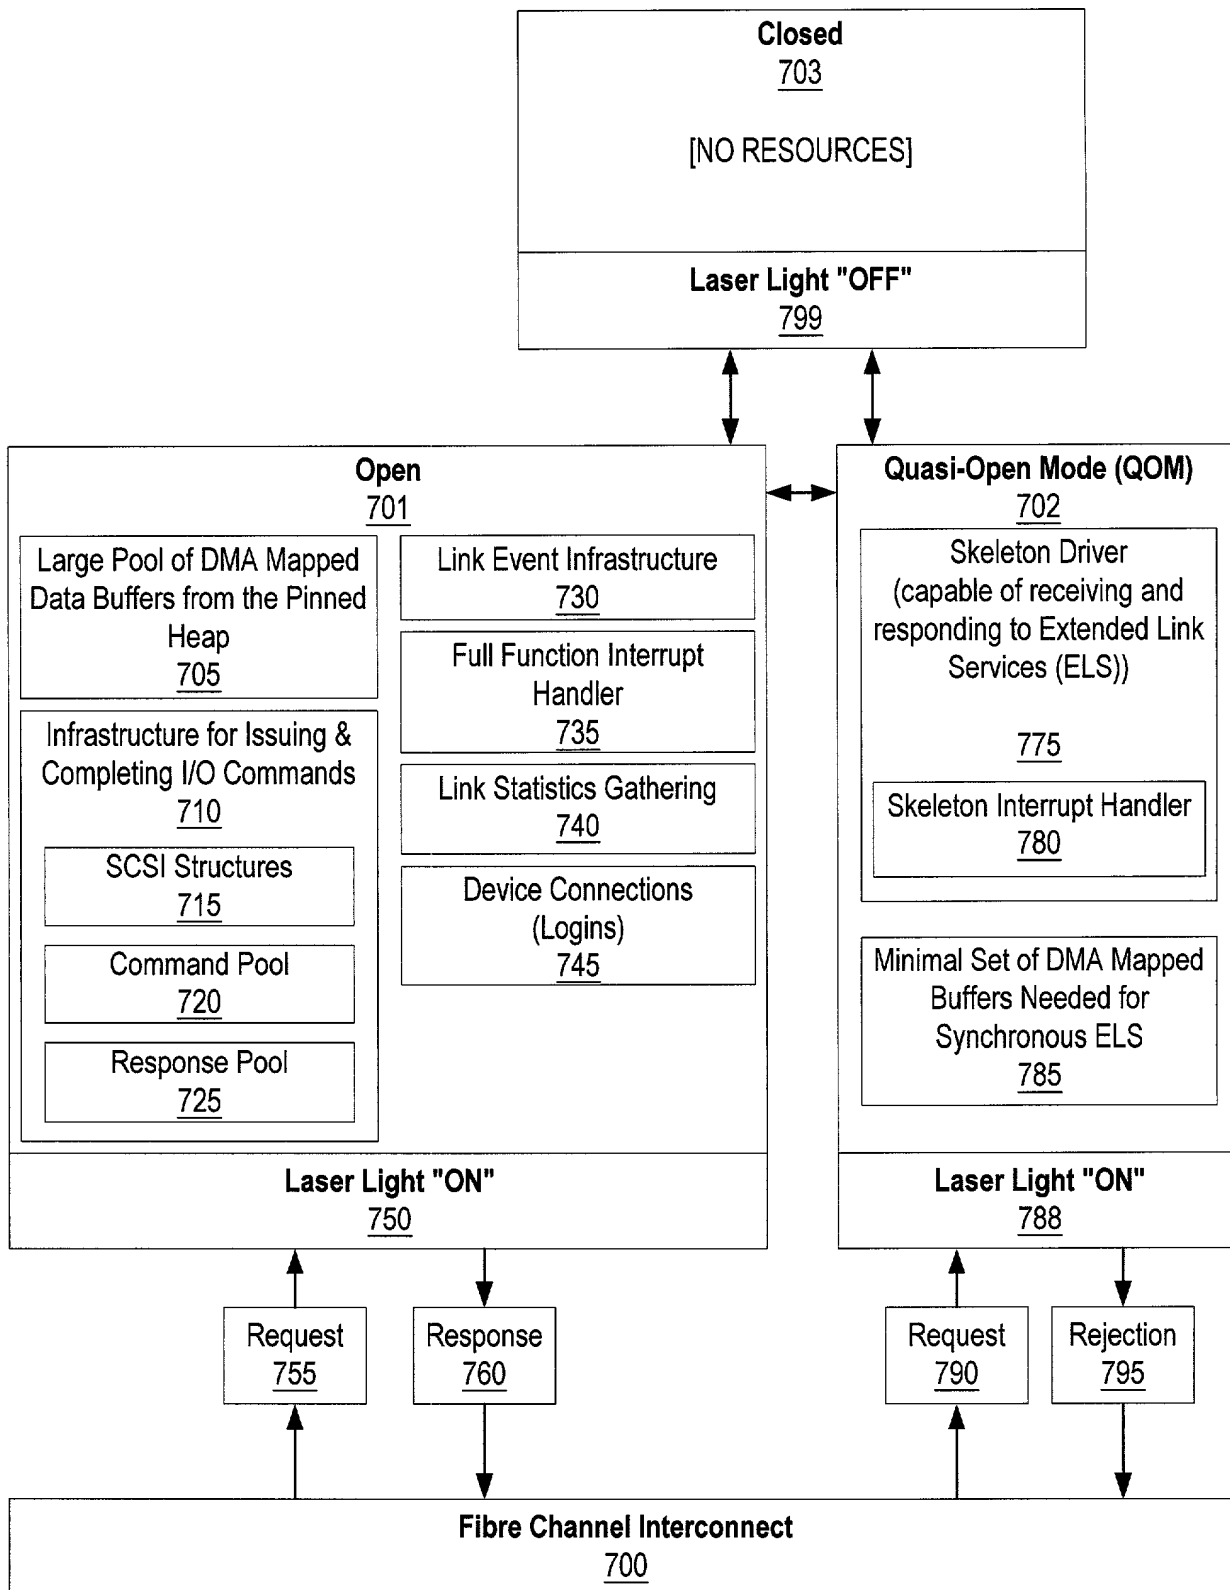 Closed
703
[NO RESOURCES]
Laser Light "OFF"
799
Open
701
Large Pool of DMA Mapped
Data Buffers from the Pinned
Heap
705
Infrastructure for Issuing &
Completing I/O Commands
710
SCSI Structures
715
Command Pool
720
Response Pool
725
Link Event Infrastructure
730
Full Function Interrupt
Handler
735
Link Statistics Gathering
740
Device Connections
(Logins)
745
Laser Light "ON"
750
Quasi-Open Mode (QOM)
702
Skeleton Driver
(capable of receiving and
responding to Extended Link
Services (ELS))
775
Skeleton Interrupt Handler
780
Minimal Set of DMA Mapped
Buffers Needed for
Synchronous ELS
785
Laser Light "ON"
788
Request
755
Response
760
Request
790
Rejection
795
Fibre Channel Interconnect
700